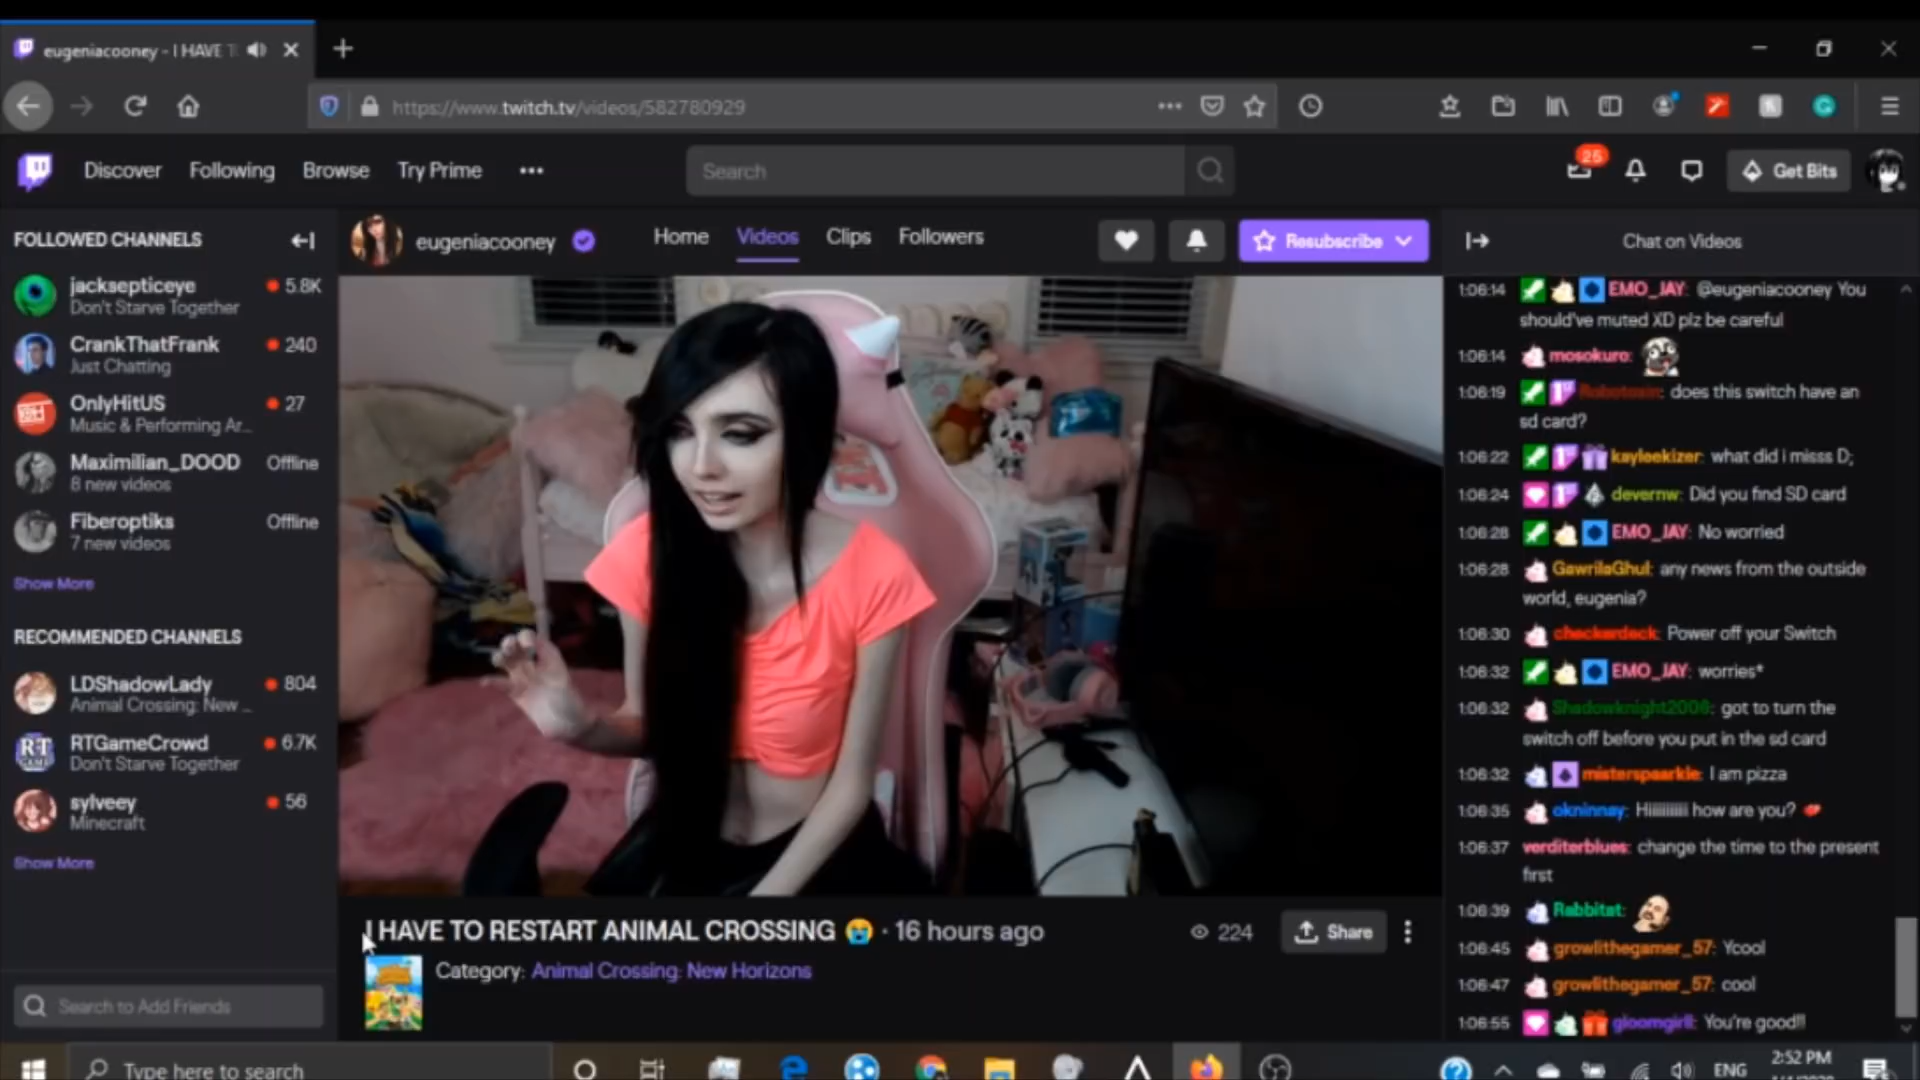 eugeniacooney - I HAVE T
https://www.twitch.tv/videos/582780929
Discover Following Browse Try Prime
Search
25
Get Bits
FOLLOWED CHANNELS
jacksepticeye 5.8K
Don't Starve Together
CrankThatFrank 240
Just Chatting
OnlyHitUS 27
Music & Performing Ar...
Maximilian_DOOD Offline
8 new videos
Fiberoptiks Offline
7 new videos
Show More
RECOMMENDED CHANNELS
LDShadowLady 804
Animal Crossing: New ...
RTGameCrowd 6.7K
Don't Starve Together
sylveey 56
Minecraft
Show More
Search to Add Friends
eugeniacooney Home Videos Clips Followers
Resubscribe
I HAVE TO RESTART ANIMAL CROSSING 😭 · 16 hours ago
224 Share
Category: Animal Crossing: New Horizons
Chat on Videos
1:06:14 EMO_JAY: @eugeniacooney You
should've muted XD plz be careful
1:06:14 mosokuro:
1:06:19 does this switch have an
sd card?
1:06:22 kayleekizer: what did i misss D;
1:06:24 devernw: Did you find SD card
1:06:28 EMO_JAY: No worried
1:06:28 GawrilaGhul: any news from the outside
world, eugenia?
1:06:30 checkerdeck: Power off your Switch
1:06:32 EMO_JAY: worries*
1:06:32 Shadowknight2006: got to turn the
switch off before you put in the sd card
1:06:32 misterspaarkle: I am pizza
1:06:35 okninnay: Hiiiiiiiiii how are you?
1:06:37 verditerblues: change the time to the present
first
1:06:39 Rabbitat:
1:06:45 growlithegamer_57: Ycool
1:06:47 growlithegamer_57: cool
1:06:55 gloomgirll: You're good!!
Type here to search
ENG
2:52 PM